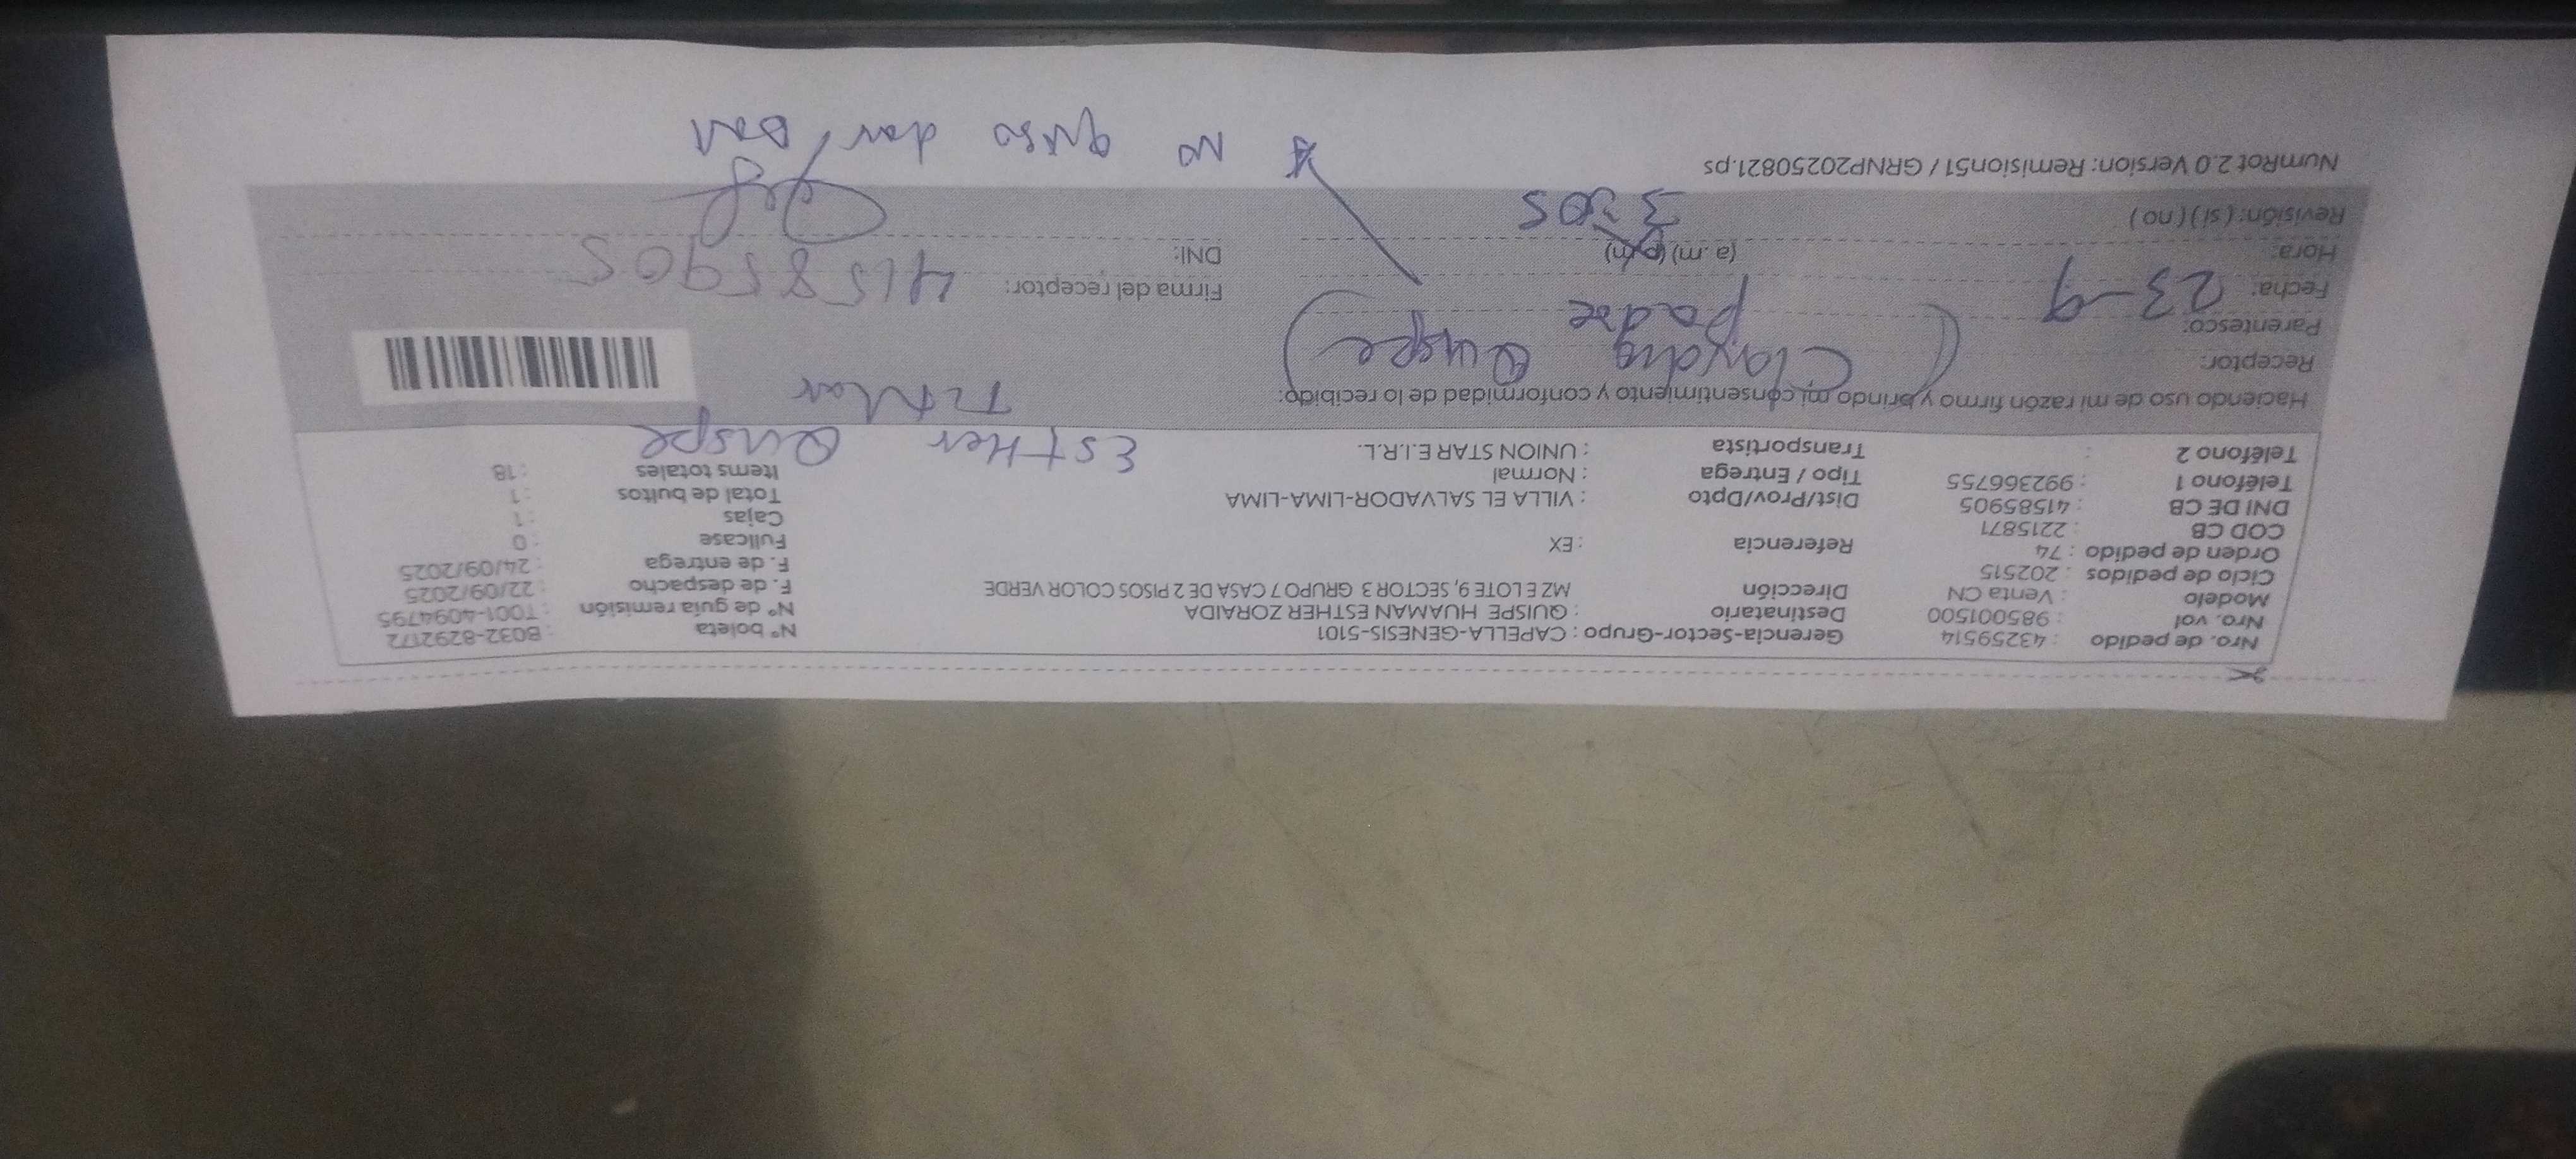 Nro. de pedido : 43259514 Gerencia-Sector-Grupo : CAPELLA-GENESIS-5101 N° boleta : B032-8292172
Nro. vol : 985001500 Destinatario : QUISPE HUAMAN ESTHER ZORAIDA N° de guía remisión : T001-4094795
Modelo : Venta CN Dirección MZ E LOTE 9, SECTOR 3 GRUPO 7 CASA DE 2 PISOS COLOR VERDE F. de despacho : 22/09/2025
Ciclo de pedidos : 202515 F. de entrega : 24/09/2025
Orden de pedido : 74 Referencia : EX Fullcase : 0
COD CB : 2215871 Cajas : 1
DNI DE CB : 41585905 Dist/Prov/Dpto : VILLA EL SALVADOR-LIMA-LIMA Total de bultos : 1
Teléfono 1 : 992366755 Tipo / Entrega : Normal Items totales : 18
Teléfono 2 : Transportista : UNION STAR E.I.R.L.
Esther Quispe
Haciendo uso de mi razón firmo y brindo mi consentimiento y conformidad de lo recibido:
Titular
Receptor: (Claudio Quispe)
Parentesco: padre
Fecha: 23-9 Firma del receptor: 41585905
Hora: (a.m) (p.m) DNI:
3:05
Revisión: (si) (no)
NumRot 2.0 Version: Remision51 / GRNP20250821.ps
No quiso dar DNI